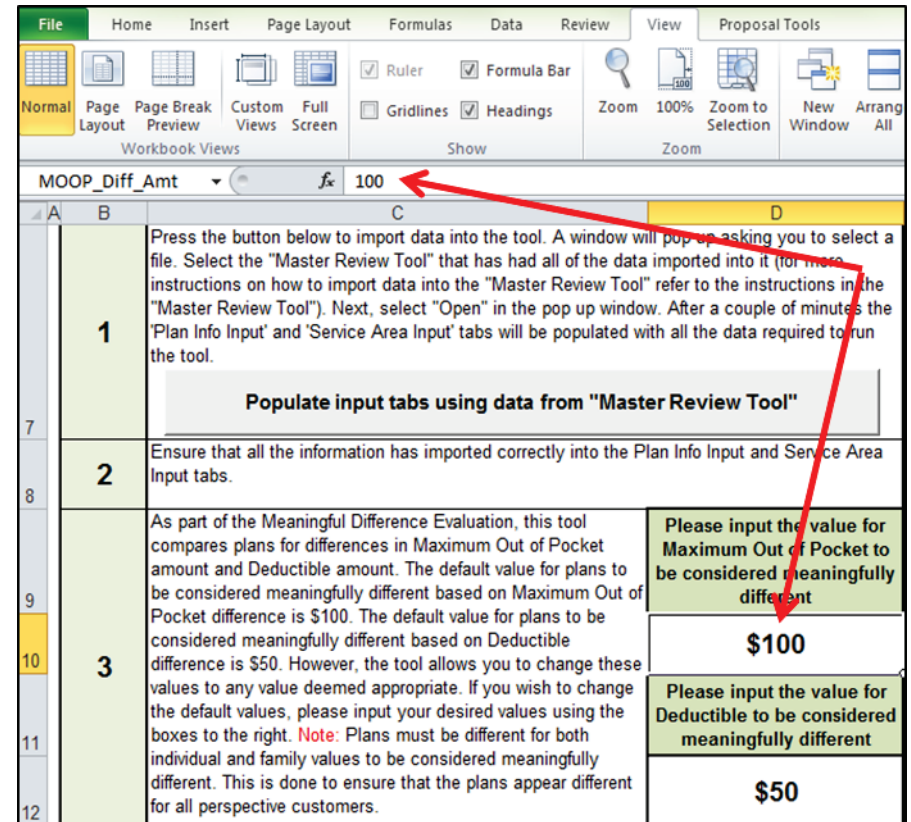 File Home Insert Page Layout Formulas Data Review View Proposal Tools
Normal Page Layout Page Break Preview Custom Views Full Screen
Workbook Views
Ruler Formula Bar
Gridlines Headings
Show
Zoom 100% Zoom to Selection
Zoom
New Window Arrang All
MOOP_Diff_Amt fx 100
A B C D
7
1
Press the button below to import data into the tool. A window will pop up asking you to select a
file. Select the "Master Review Tool" that has had all of the data imported into it (for more
instructions on how to import data into the "Master Review Tool" refer to the instructions in the
"Master Review Tool"). Next, select "Open" in the pop up window. After a couple of minutes the
'Plan Info Input' and 'Service Area Input' tabs will be populated with all the data required to run
the tool.
Populate input tabs using data from "Master Review Tool"
8
2
Ensure that all the information has imported correctly into the Plan Info Input and Service Area
Input tabs.
9
10
11
12
3
As part of the Meaningful Difference Evaluation, this tool
compares plans for differences in Maximum Out of Pocket
amount and Deductible amount. The default value for plans to
be considered meaningfully different based on Maximum Out of
Pocket difference is $100. The default value for plans to be
considered meaningfully different based on Deductible
difference is $50. However, the tool allows you to change these
values to any value deemed appropriate. If you wish to change
the default values, please input your desired values using the
boxes to the right. Note: Plans must be different for both
individual and family values to be considered meaningfully
different. This is done to ensure that the plans appear different
for all perspective customers.
Please input the value for
Maximum Out of Pocket to
be considered meaningfully
different
$100
Please input the value for
Deductible to be considered
meaningfully different
$50